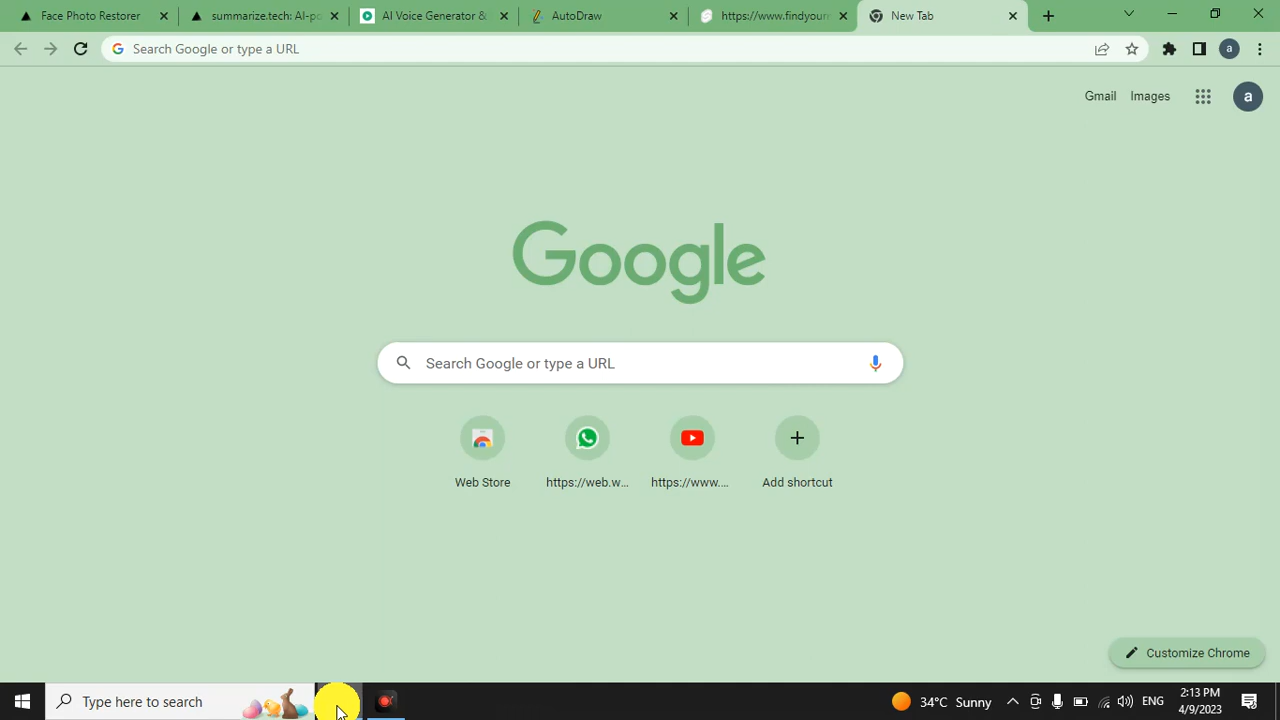 Face Photo Restorer
summarize.tech: AI-po
AI Voice Generator &
AutoDraw
https://www.findyour
New Tab
Search Google or type a URL
a
Gmail
Images
a
Google
Search Google or type a URL
Web Store
https://web.w...
https://www....
Add shortcut
Customize Chrome
Type here to search
34°C Sunny
ENG
2:13 PM
4/9/2023